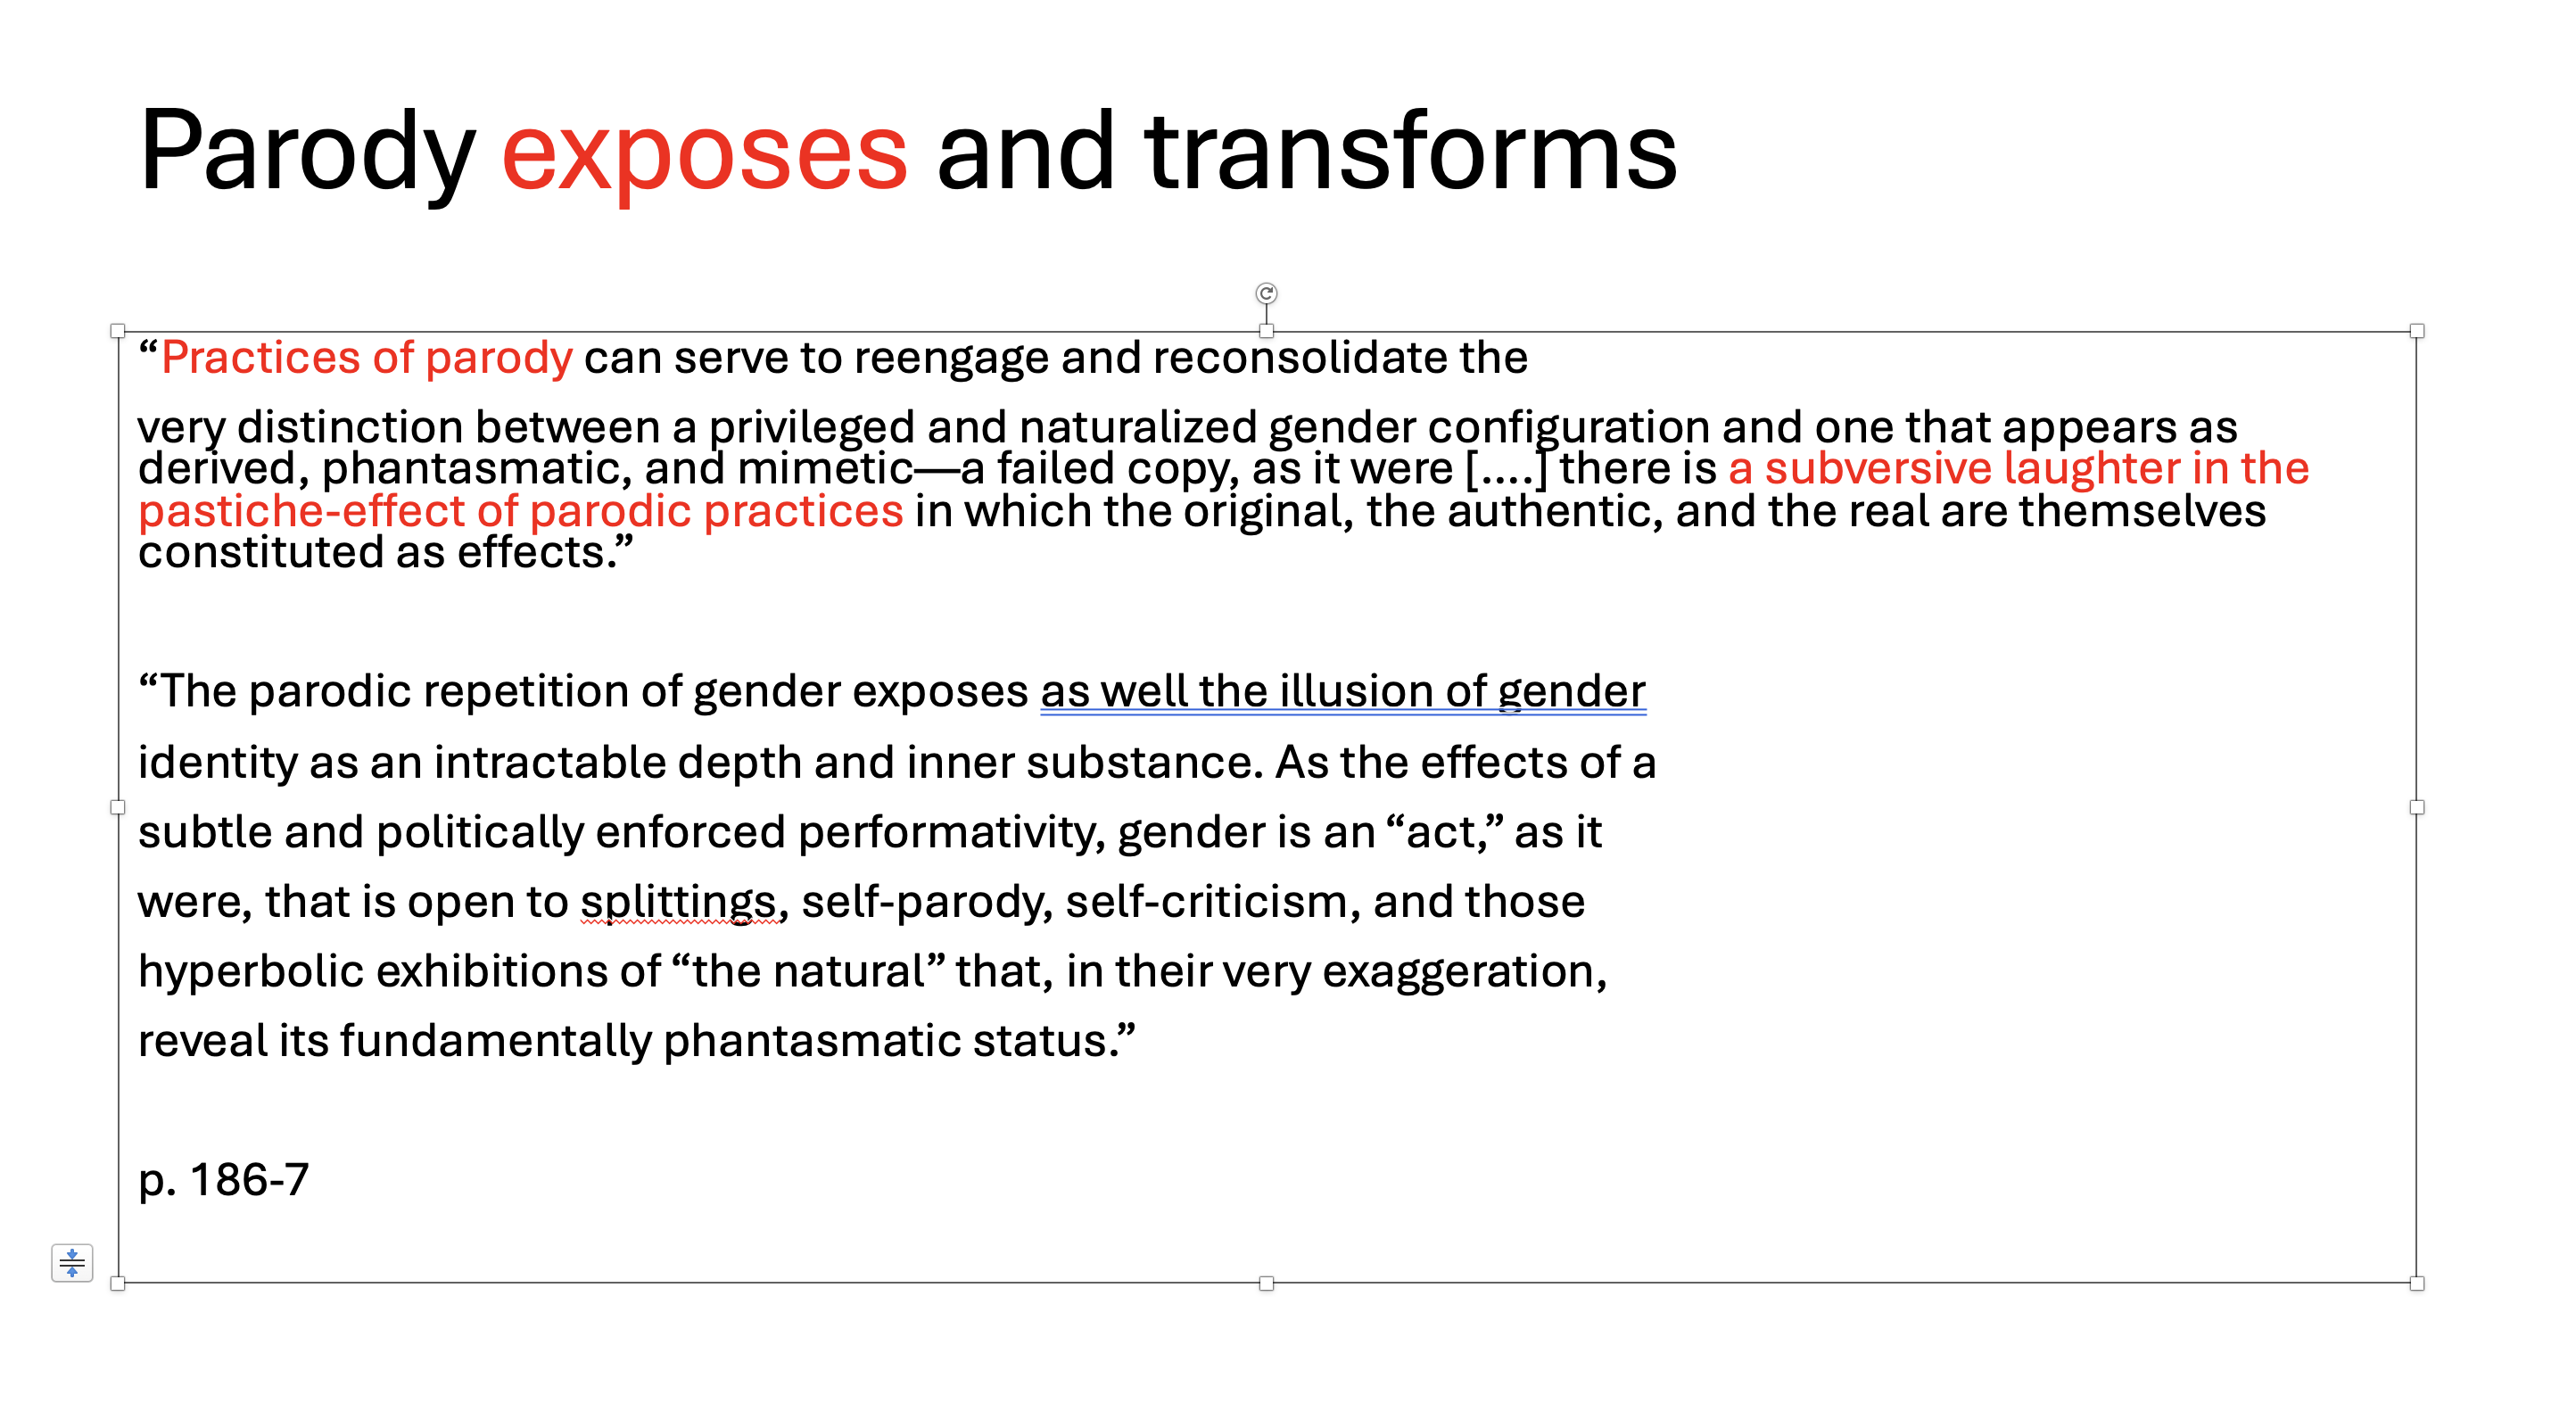 Parody exposes and transforms
“Practices of parody can serve to reengage and reconsolidate the
very distinction between a privileged and naturalized gender configuration and one that appears as
derived, phantasmatic, and mimetic—a failed copy, as it were [....] there is a subversive laughter in the
pastiche-effect of parodic practices in which the original, the authentic, and the real are themselves
constituted as effects.”
“The parodic repetition of gender exposes as well the illusion of gender
identity as an intractable depth and inner substance. As the effects of a
subtle and politically enforced performativity, gender is an “act,” as it
were, that is open to splittings, self-parody, self-criticism, and those
hyperbolic exhibitions of “the natural” that, in their very exaggeration,
reveal its fundamentally phantasmatic status.”
p. 186-7